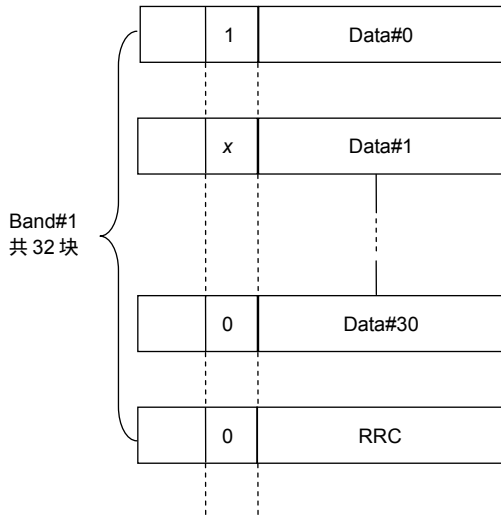 1 Data#0
x Data#1
Band#1
共 32 块
0 Data#30
0 RRC